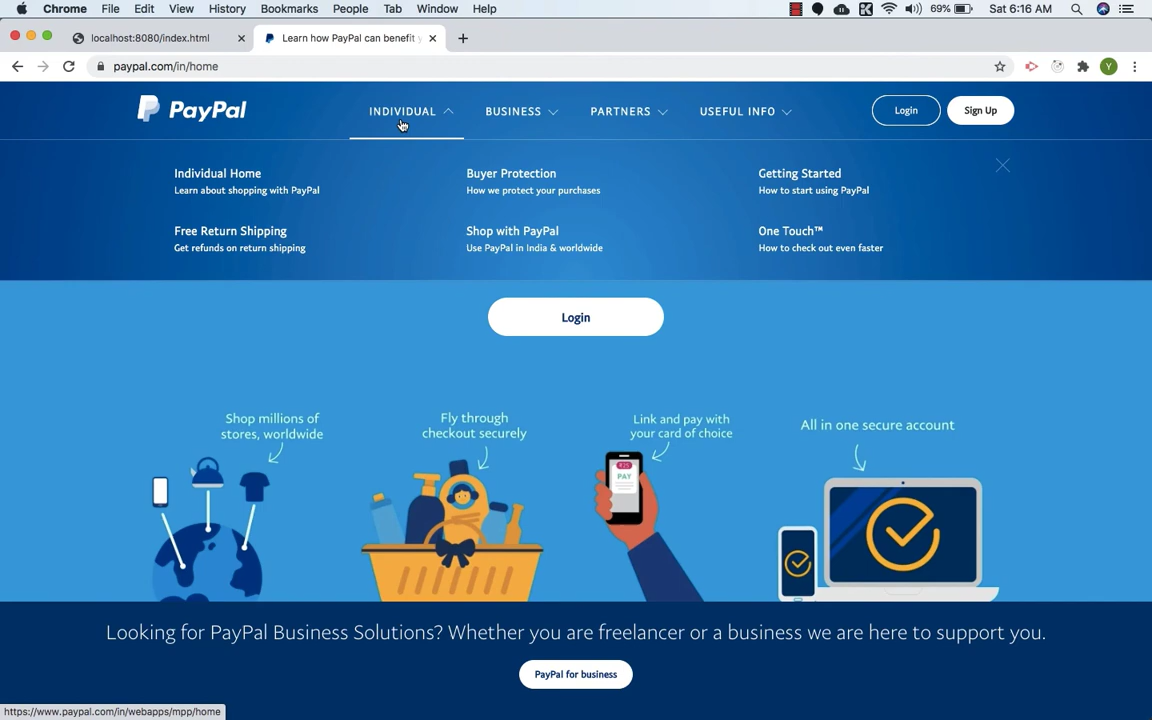 Chrome File Edit View History Bookmarks People Tab Window Help 69% Sat 6:16 AM
localhost:8080/index.html Learn how PayPal can benefit
paypal.com/in/home Y
PayPal INDIVIDUAL BUSINESS PARTNERS USEFUL INFO Login Sign Up
Individual Home Buyer Protection Getting Started
Learn about shopping with PayPal How we protect your purchases How to start using PayPal
Free Return Shipping Shop with PayPal One Touch™
Get refunds on return shipping Use PayPal in India & worldwide How to check out even faster
Login
Shop millions of
stores, worldwide
Fly through
checkout securely
Link and pay with
your card of choice
All in one secure account
₹25
PAY
Looking for PayPal Business Solutions? Whether you are freelancer or a business we are here to support you.
PayPal for business
https://www.paypal.com/in/webapps/mpp/home